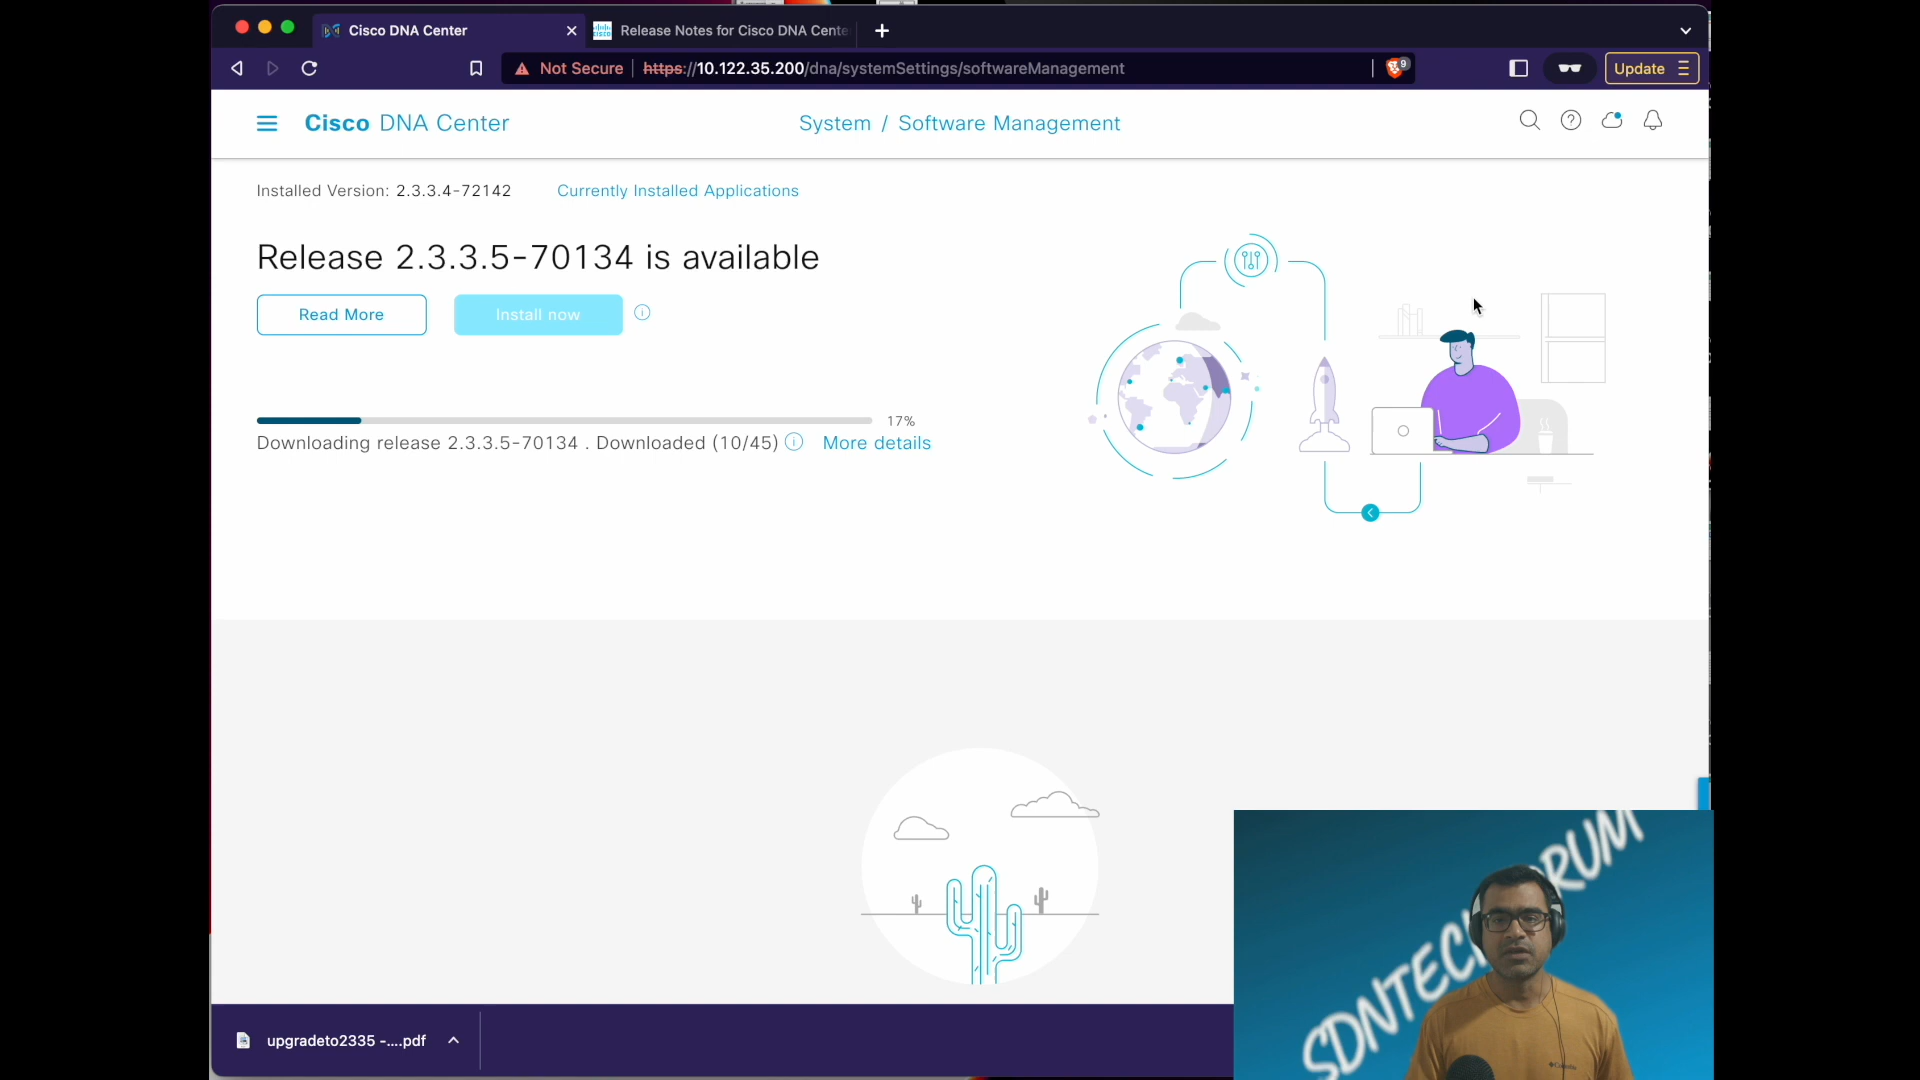 Cisco DNA Center
Release Notes for Cisco DNA Cente
Not Secure
https://10.122.35.200/dna/systemSettings/softwareManagement
9
Update
Cisco DNA Center
System / Software Management
Installed Version: 2.3.3.4-72142
Currently Installed Applications
Release 2.3.3.5-70134 is available
Read More
Install now
17%
Downloading release 2.3.3.5-70134 . Downloaded (10/45)
More details
upgradeto2335 -....pdf
SDNTECH
RUM